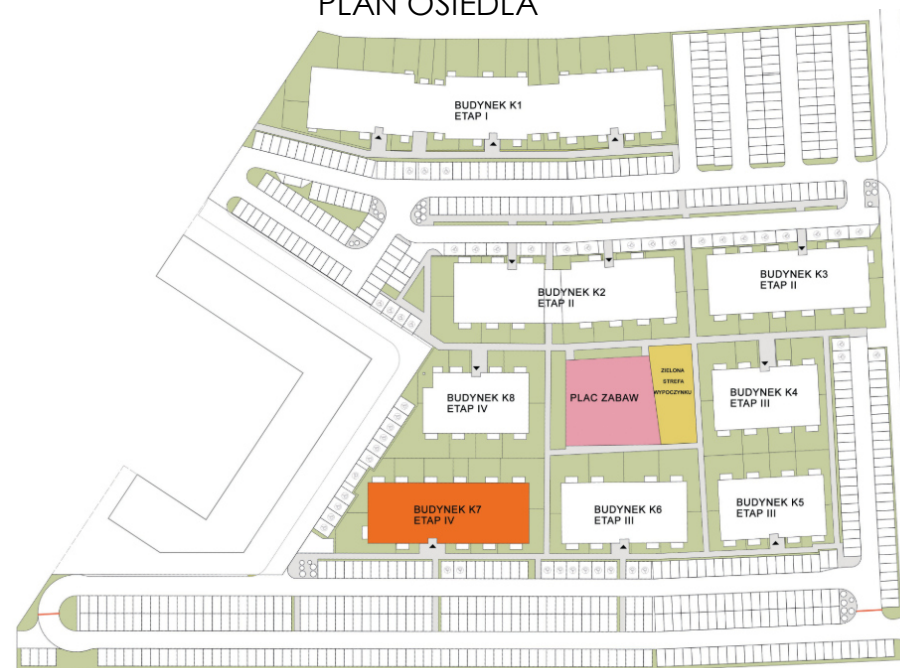 PLAN OSIEDLA
BUDYNEK K1
ETAP I
BUDYNEK K2
ETAP II
BUDYNEK K3
ETAP II
BUDYNEK K8
ETAP IV
PLAC ZABAW
ZIELONA
STREFA
WYPOCZYNKU
BUDYNEK K4
ETAP III
BUDYNEK K7
ETAP IV
BUDYNEK K6
ETAP III
BUDYNEK K5
ETAP III